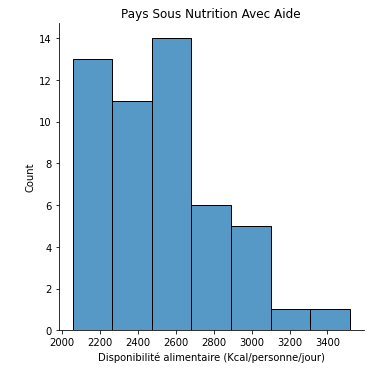 Pays Sous Nutrition Avec Aide
14
12
10
8
6
4
2
0
Count
2000 2200 2400 2600 2800 3000 3200 3400
Disponibilité alimentaire (Kcal/personne/jour)